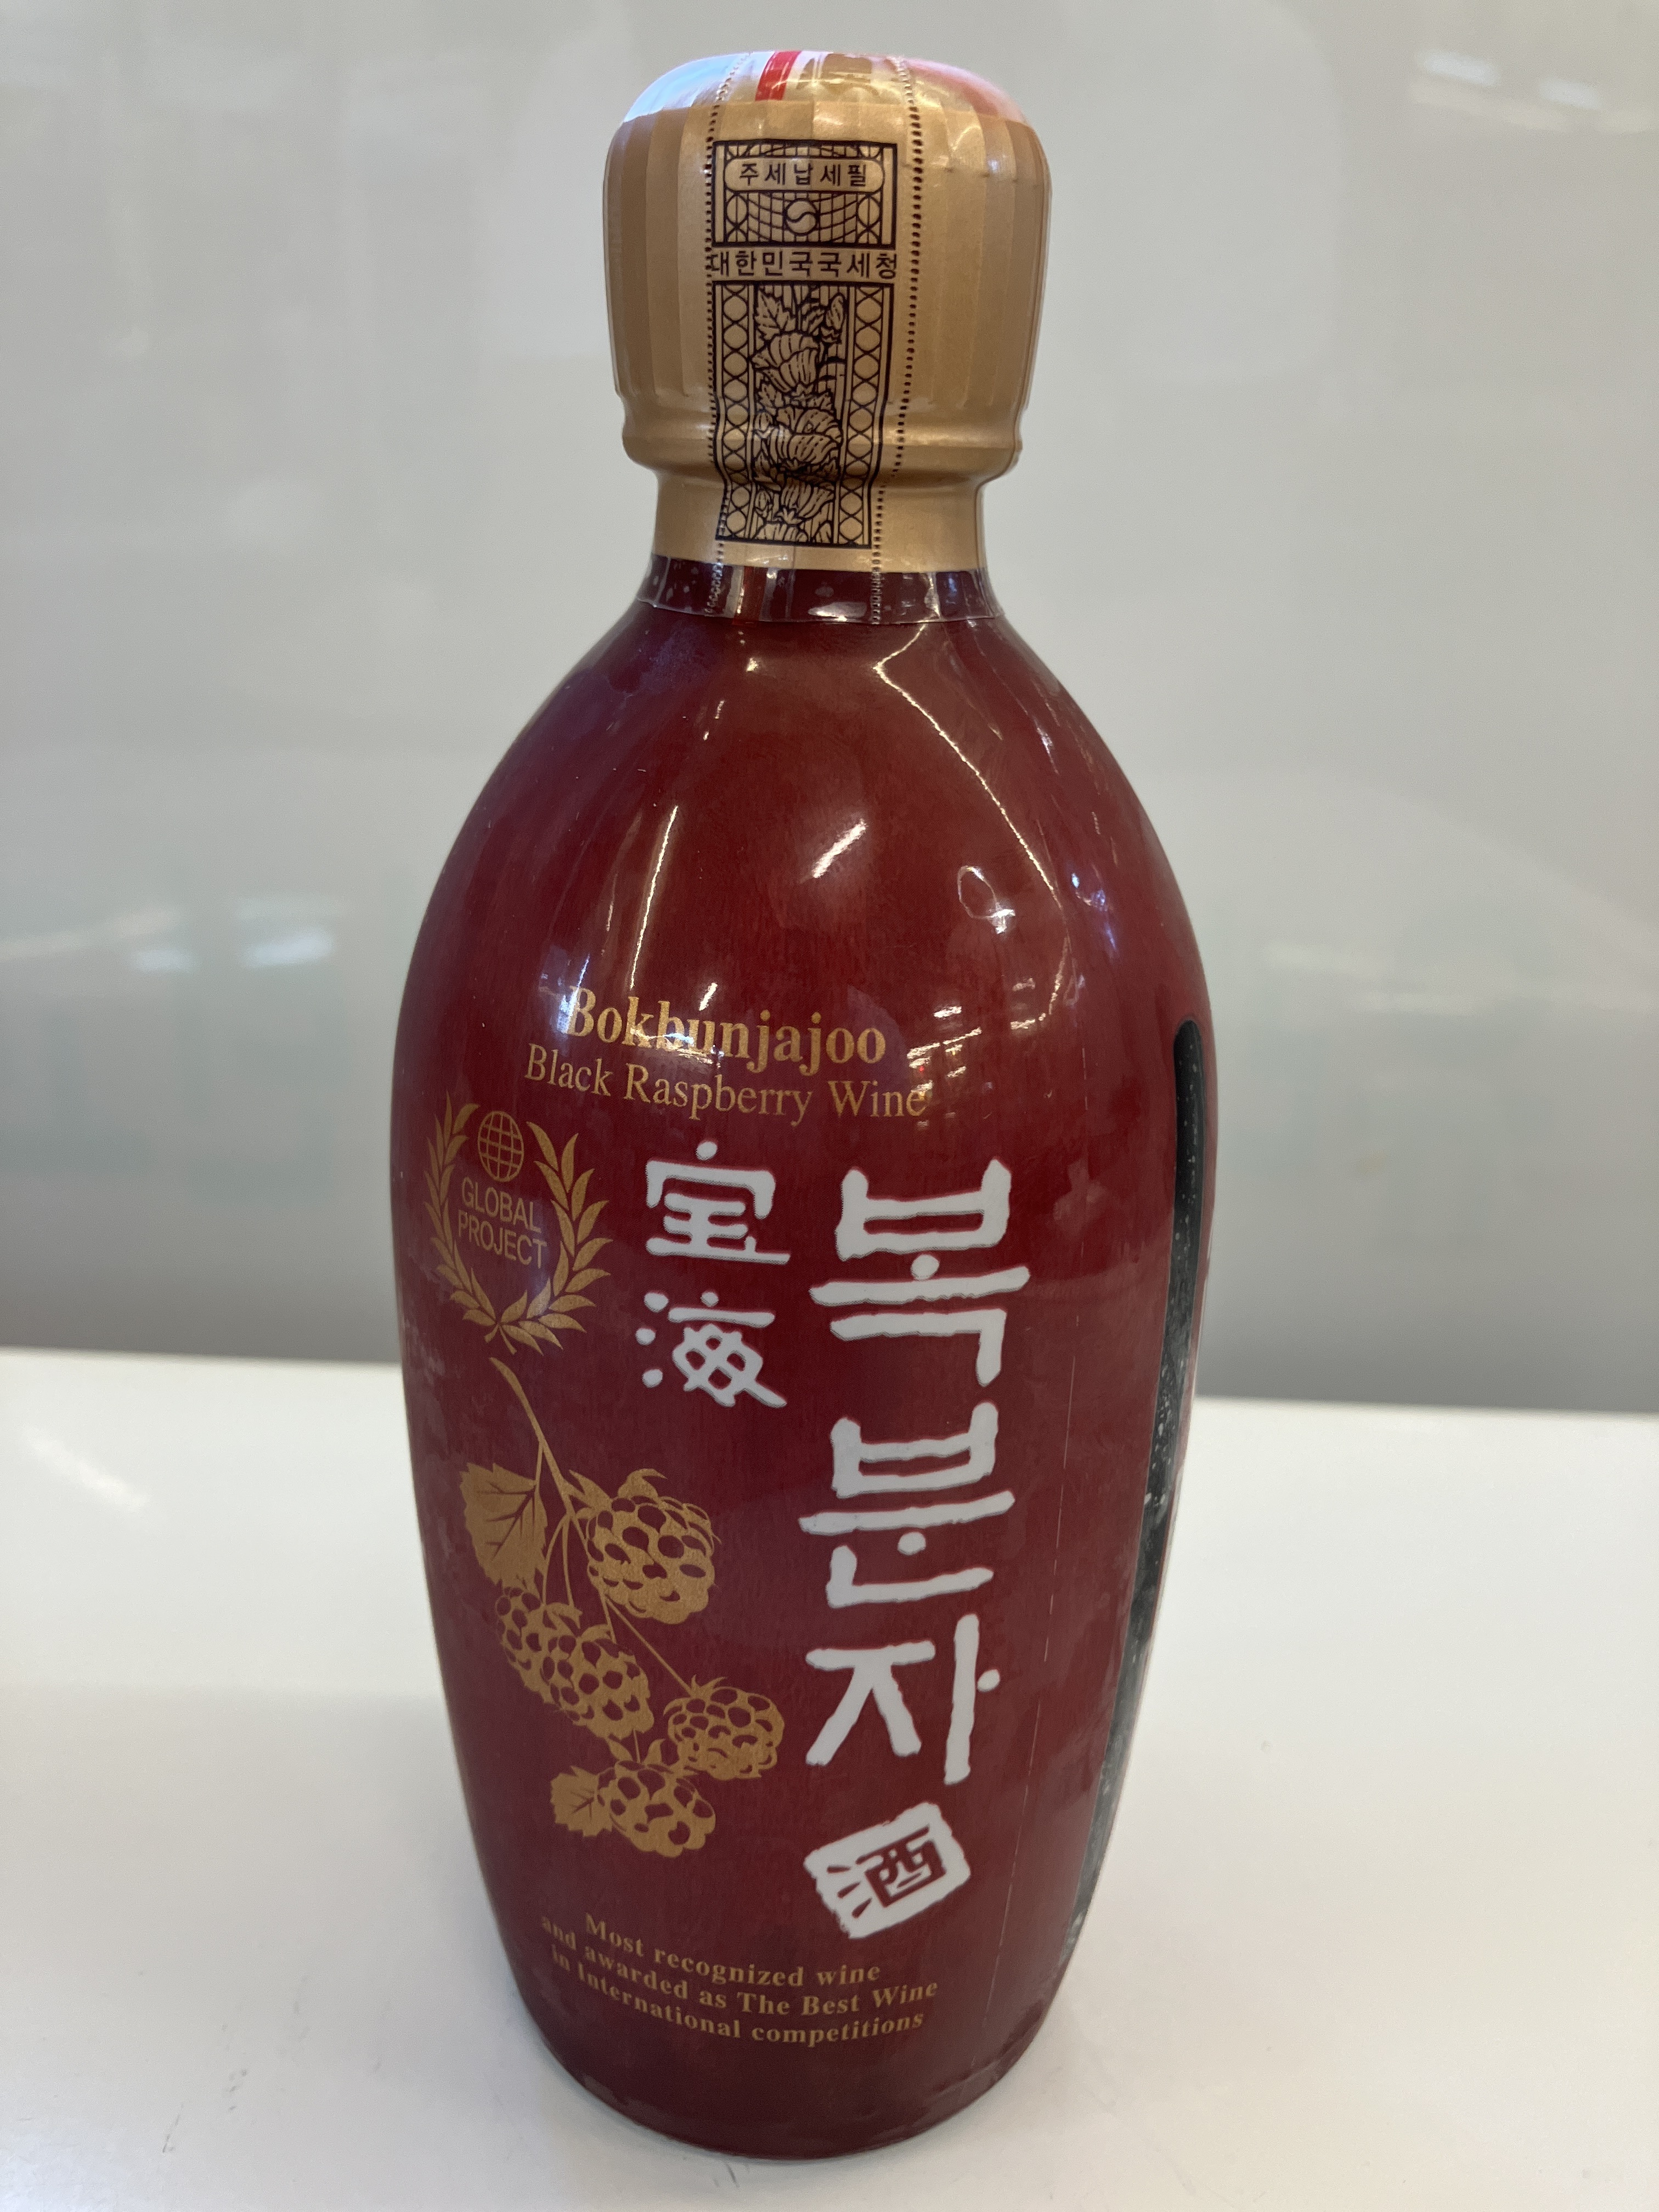 주세납세필
대한민국국세청
Bokbunjajoo
Black Raspberry Wine
GLOBAL
PROJECT
宝海
복분자
酒
Most recognized wine
and awarded as The Best Wine
in International competitions